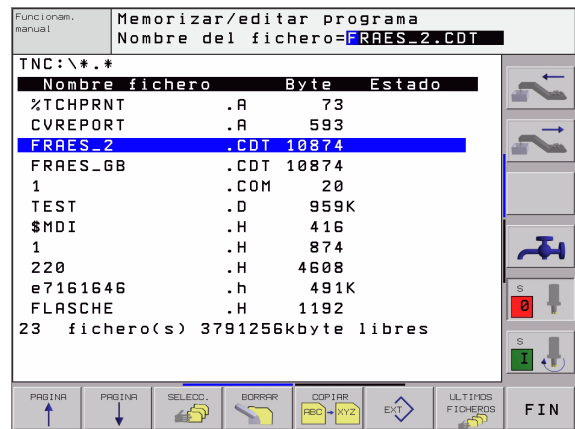 Funcionam.
manual
Memorizar/editar programa
Nombre del fichero=FRAES_2.CDT
TNC:\*.*
Nombre fichero Byte Estado
%TCHPRNT .A 73
CVREPORT .A 593
FRAES_2 .CDT 10874
FRAES_GB .CDT 10874
1 .COM 20
TEST .D 959K
$MDI .H 416
1 .H 874
220 .H 4608
e7161646 .h 491K
FLASCHE .H 1192
23 fichero(s) 3791256kbyte libres
S
0
S
I
PAGINA
PAGINA
SELECC.
BORRAR
COPIAR
ABC XYZ
EXT
ULTIMOS
FICHEROS
FIN